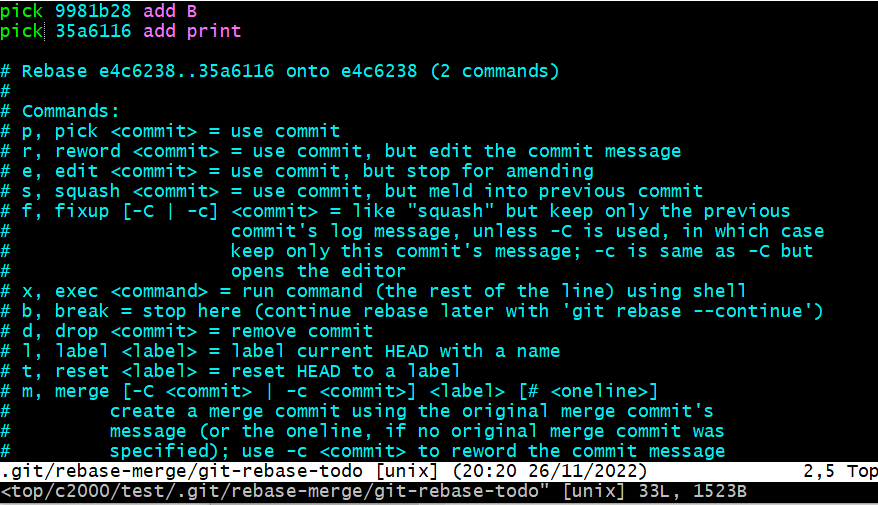 pick 9981b28 add B
pick 35a6116 add print
# Rebase e4c6238..35a6116 onto e4c6238 (2 commands)
#
# Commands:
# p, pick <commit> = use commit
# r, reword <commit> = use commit, but edit the commit message
# e, edit <commit> = use commit, but stop for amending
# s, squash <commit> = use commit, but meld into previous commit
# f, fixup [-C | -c] <commit> = like "squash" but keep only the previous
#                    commit's log message, unless -C is used, in which case
#                    keep only this commit's message; -c is same as -C but
#                    opens the editor
# x, exec <command> = run command (the rest of the line) using shell
# b, break = stop here (continue rebase later with 'git rebase --continue')
# d, drop <commit> = remove commit
# l, label <label> = label current HEAD with a name
# t, reset <label> = reset HEAD to a label
# m, merge [-C <commit> | -c <commit>] <label> [# <oneline>]
#         create a merge commit using the original merge commit's
#         message (or the oneline, if no original merge commit was
#         specified); use -c <commit> to reword the commit message
.git/rebase-merge/git-rebase-todo [unix] (20:20 26/11/2022) 2,5 Top
<top/c2000/test/.git/rebase-merge/git-rebase-todo" [unix] 33L, 1523B